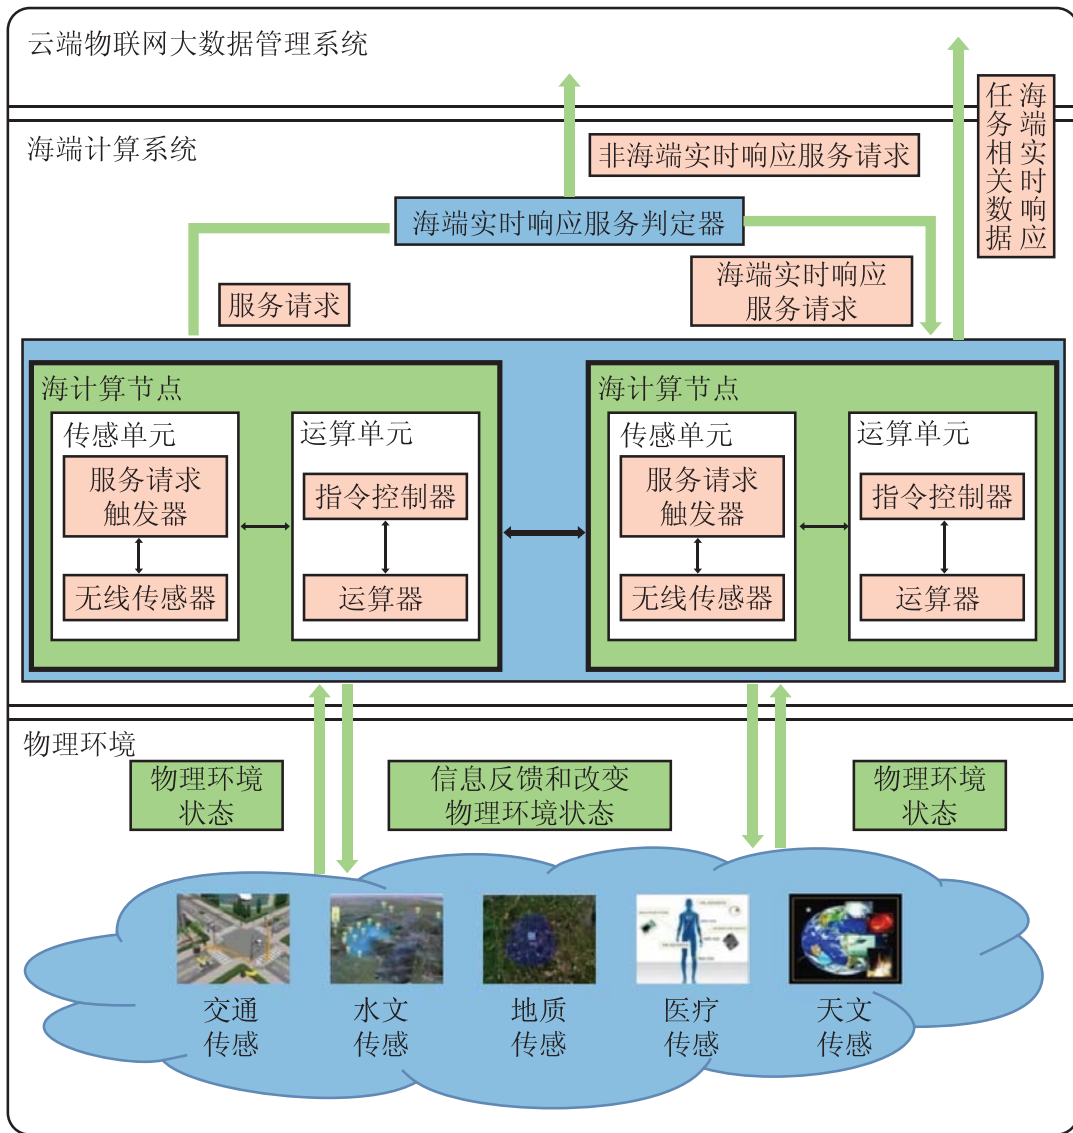 云端物联网大数据管理系统
海端实时响应
任务相关数据
海端计算系统
非海端实时响应服务请求
海端实时响应服务判定器
服务请求
海端实时响应
服务请求
海计算节点
传感单元
服务请求
触发器
无线传感器
运算单元
指令控制器
运算器
海计算节点
传感单元
服务请求
触发器
无线传感器
运算单元
指令控制器
运算器
物理环境
物理环境
状态
信息反馈和改变
物理环境状态
物理环境
状态
交通
传感
水文
传感
地质
传感
医疗
传感
天文
传感